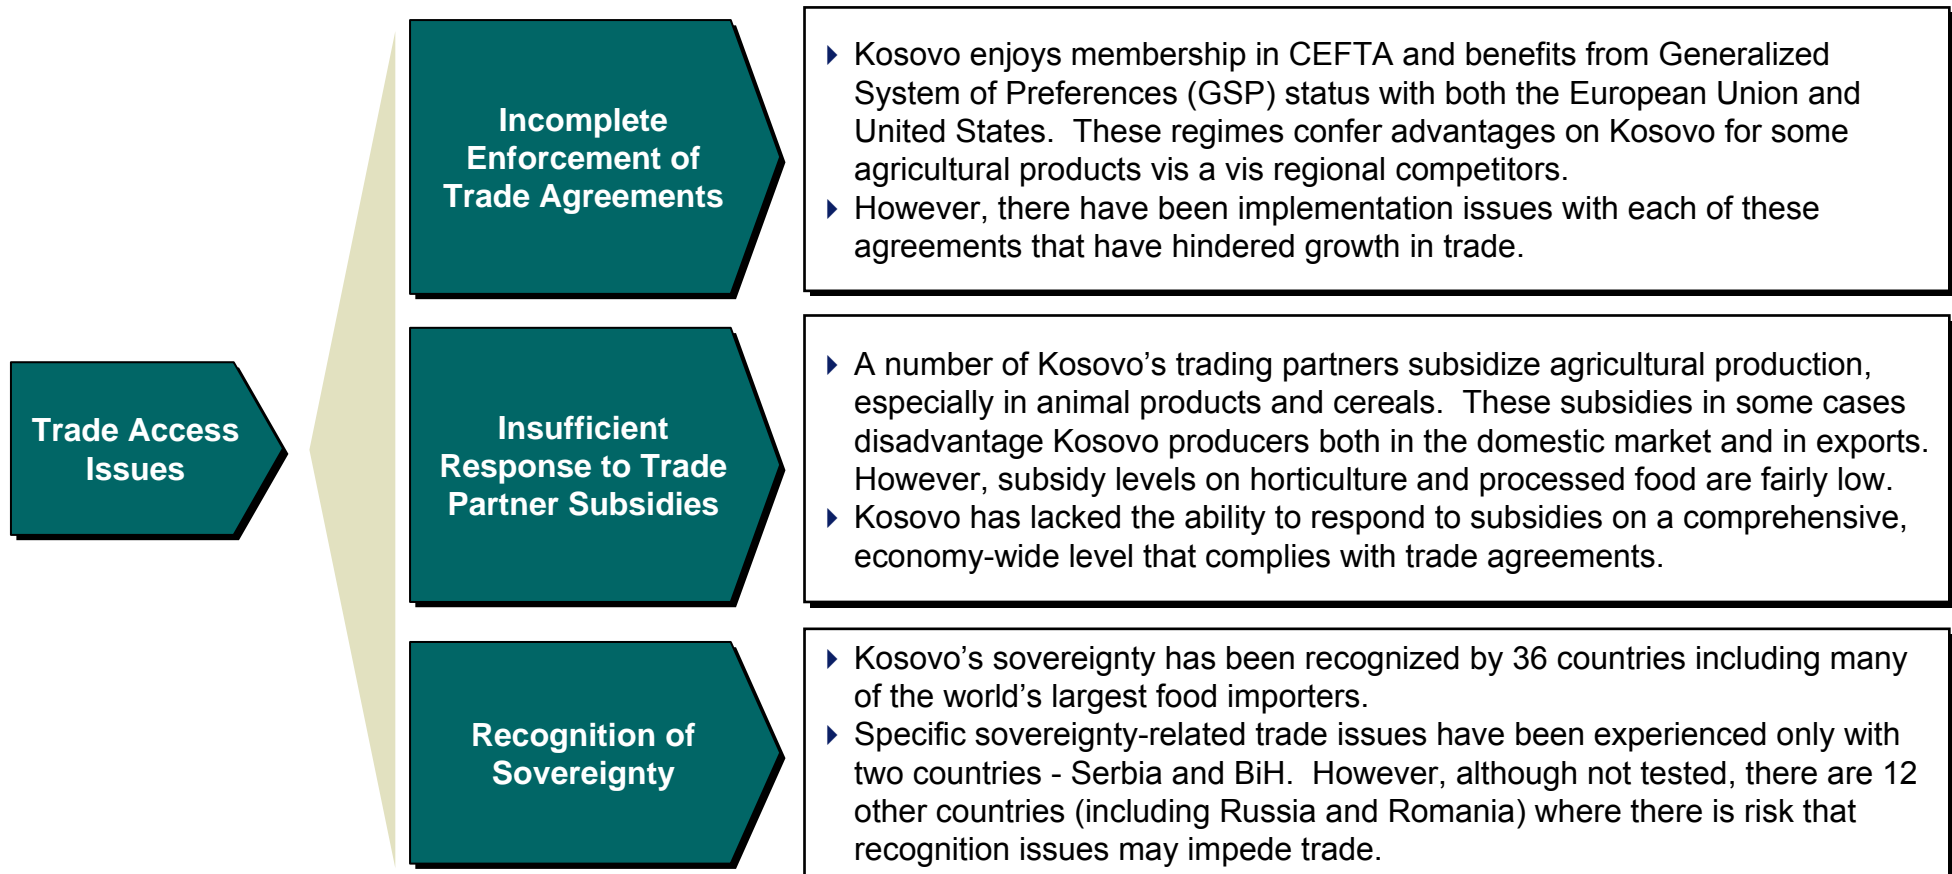 Trade Access
Issues
Incomplete
Enforcement of
Trade Agreements
Kosovo enjoys membership in CEFTA and benefits from Generalized
System of Preferences (GSP) status with both the European Union and
United States.  These regimes confer advantages on Kosovo for some
agricultural products vis a vis regional competitors.
However, there have been implementation issues with each of these
agreements that have hindered growth in trade.
Insufficient
Response to Trade
Partner Subsidies
A number of Kosovo’s trading partners subsidize agricultural production,
especially in animal products and cereals.  These subsidies in some cases
disadvantage Kosovo producers both in the domestic market and in exports.
However, subsidy levels on horticulture and processed food are fairly low.
Kosovo has lacked the ability to respond to subsidies on a comprehensive,
economy-wide level that complies with trade agreements.
Recognition of
Sovereignty
Kosovo’s sovereignty has been recognized by 36 countries including many
of the world’s largest food importers.
Specific sovereignty-related trade issues have been experienced only with
two countries - Serbia and BiH.  However, although not tested, there are 12
other countries (including Russia and Romania) where there is risk that
recognition issues may impede trade.